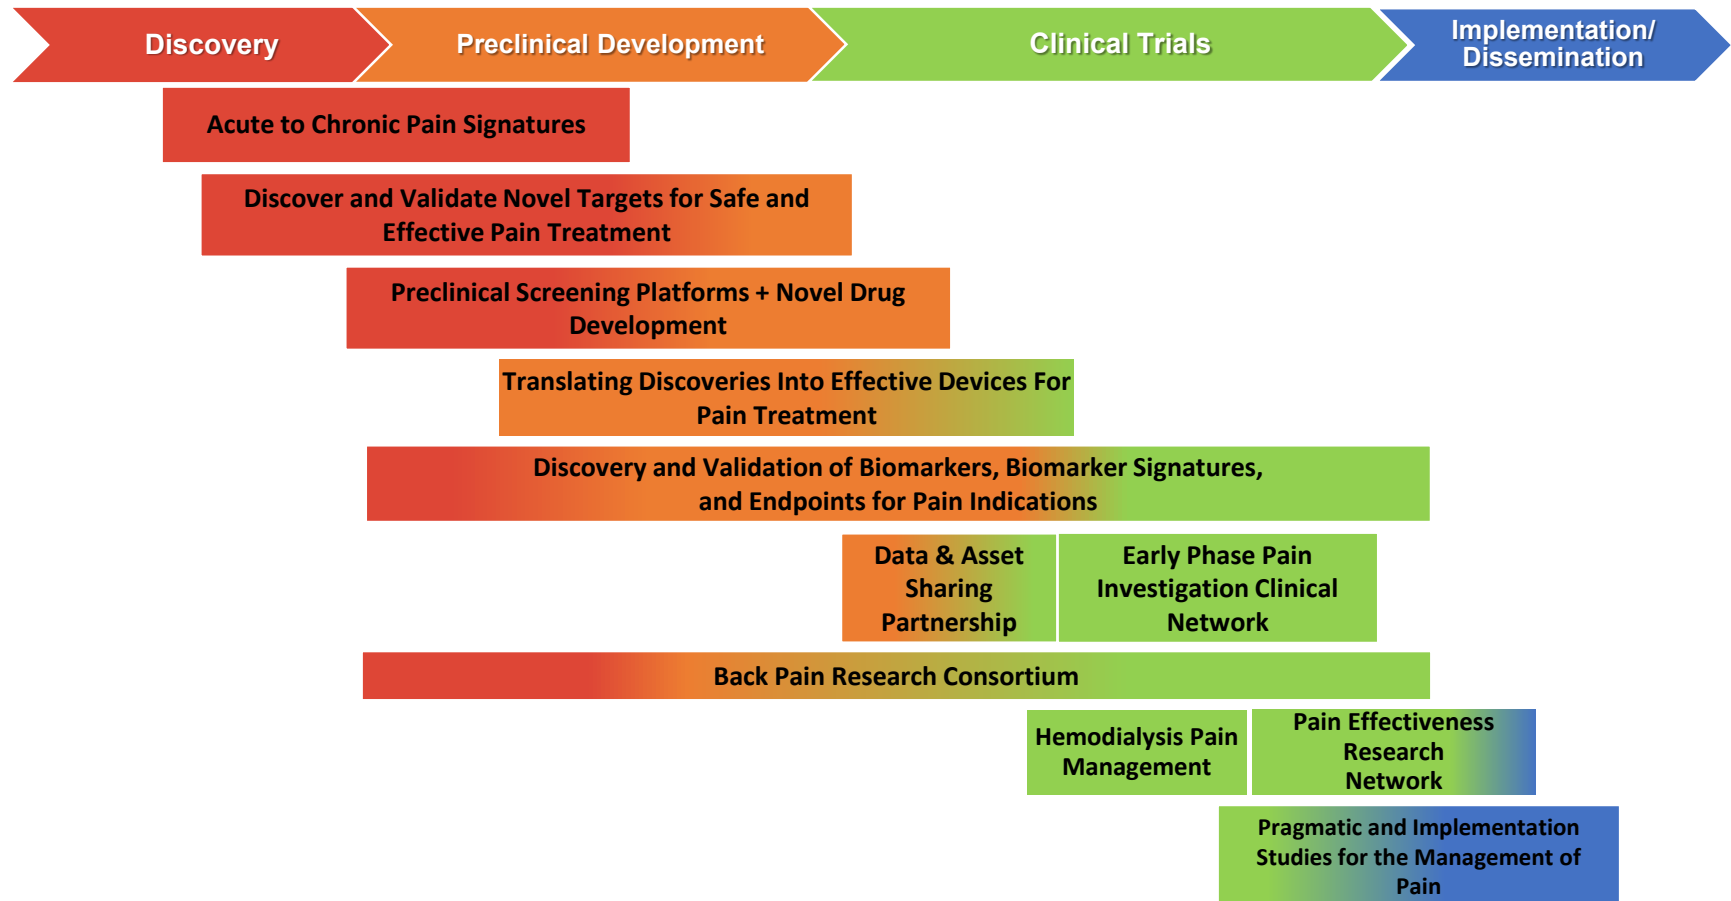 Discovery
Preclinical Development
Clinical Trials
Implementation/
Dissemination
Acute to Chronic Pain Signatures
Discover and Validate Novel Targets for Safe and
Effective Pain Treatment
Preclinical Screening Platforms + Novel Drug
Development
Translating Discoveries Into Effective Devices For
Pain Treatment
Discovery and Validation of Biomarkers, Biomarker Signatures,
and Endpoints for Pain Indications
Data & Asset
Sharing
Partnership
Early Phase Pain
Investigation Clinical
Network
Back Pain Research Consortium
Hemodialysis Pain
Management
Pain Effectiveness
Research
Network
Pragmatic and Implementation
Studies for the Management of
Pain